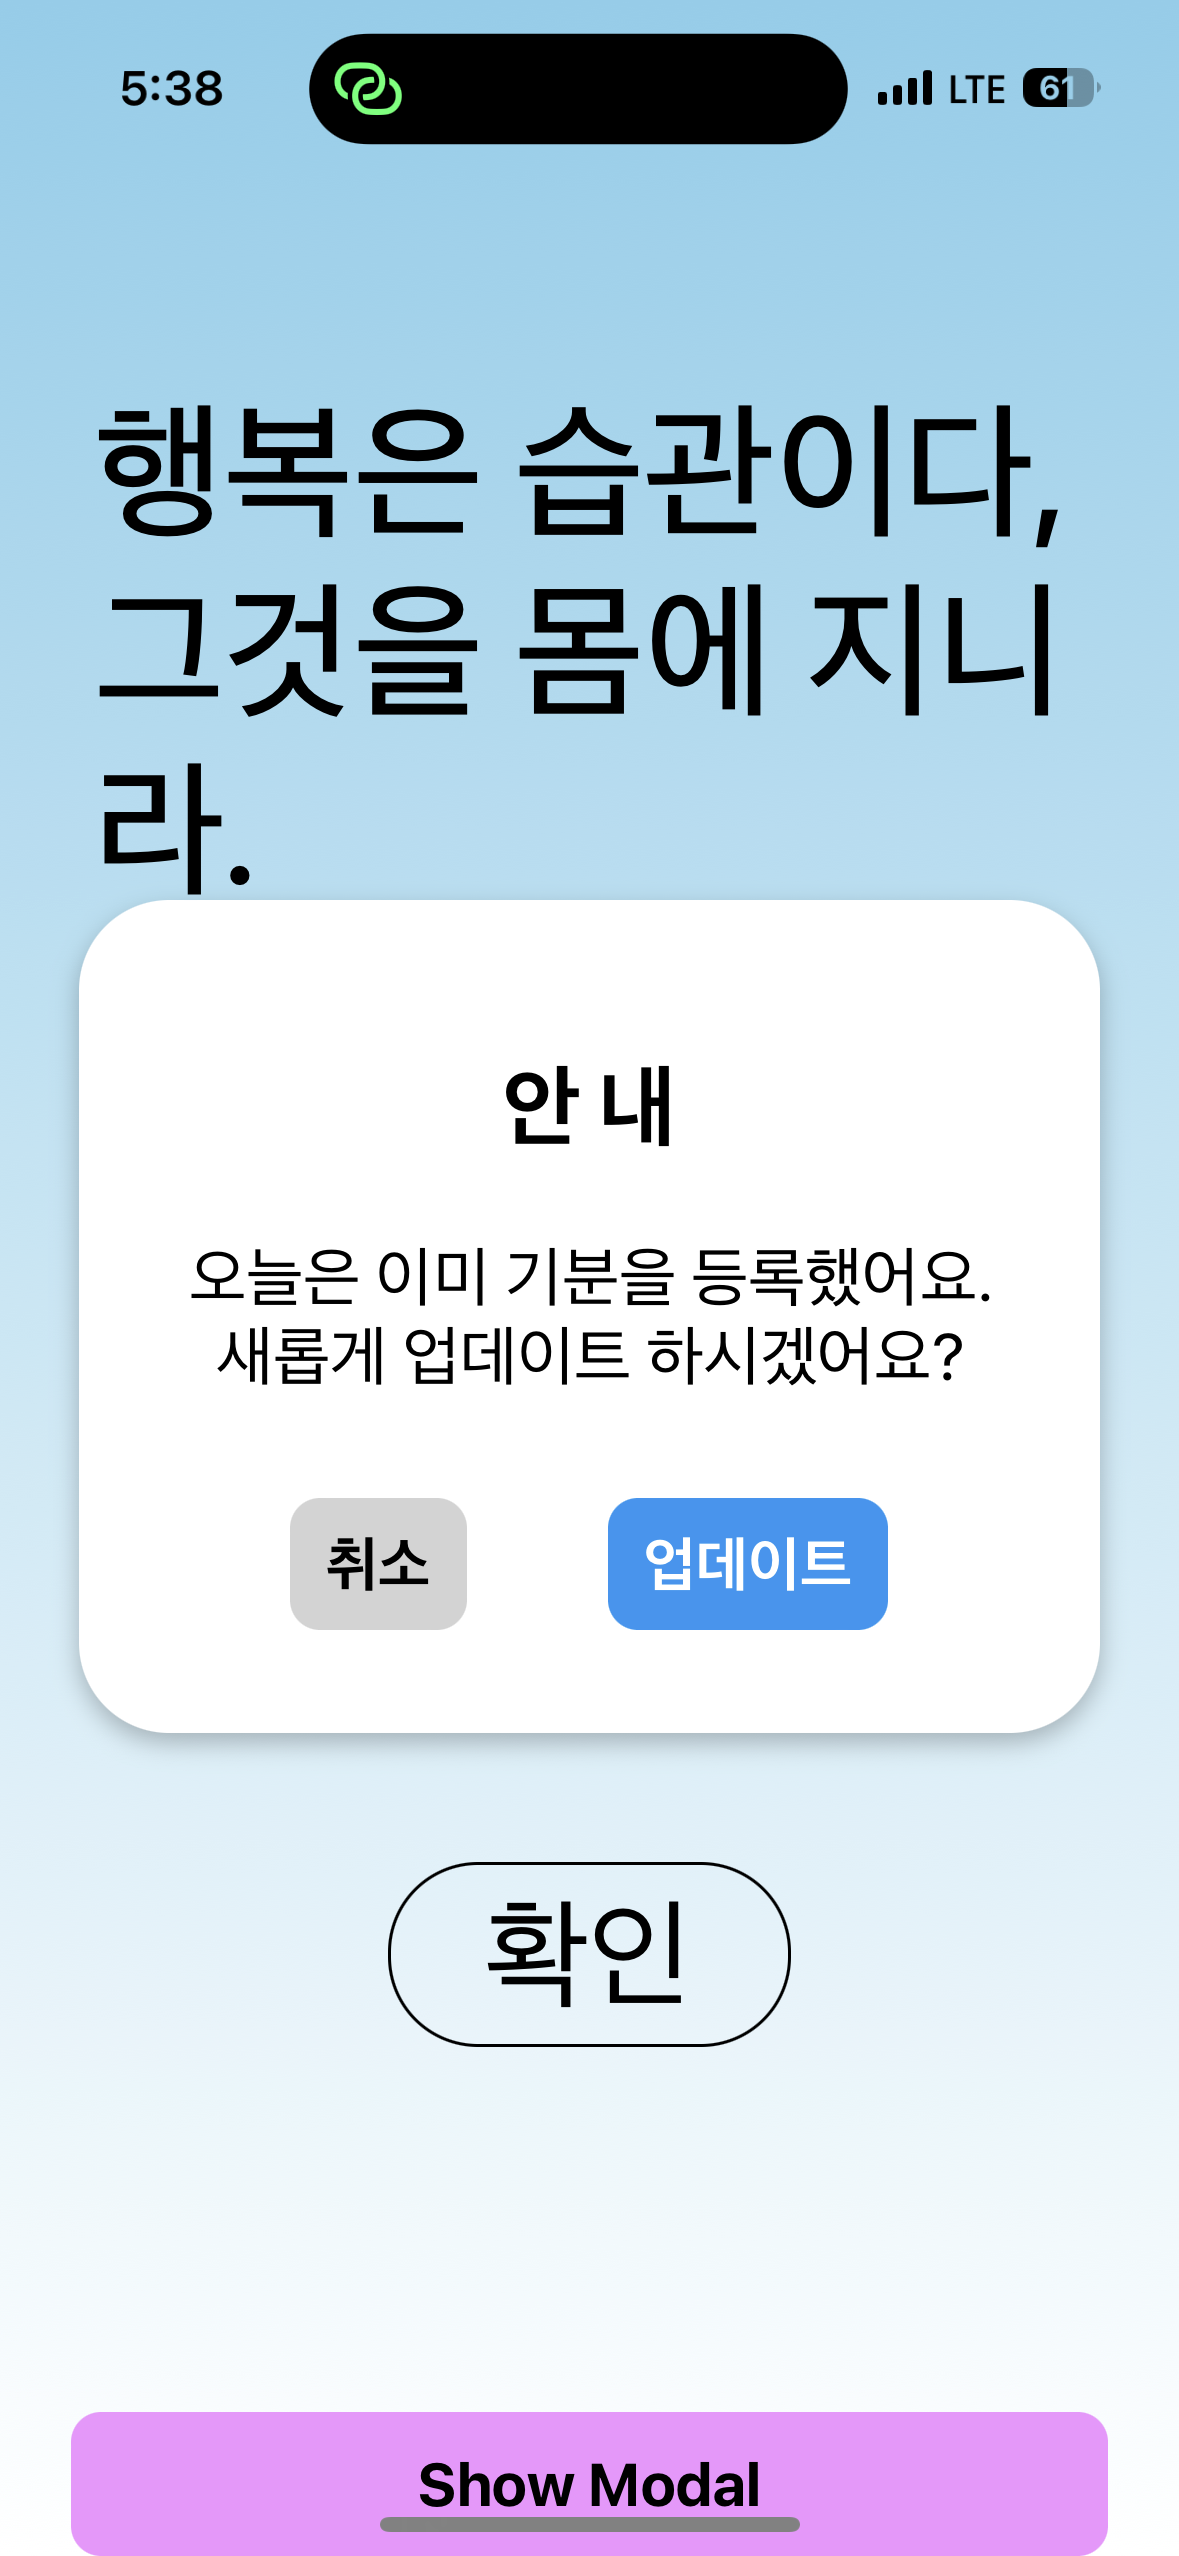 5:38
LTE 61
행복은 습관이다,
그것을 몸에 지니
라.
안 내
오늘은 이미 기분을 등록했어요.
새롭게 업데이트 하시겠어요?
취소 업데이트
확인
Show Modal